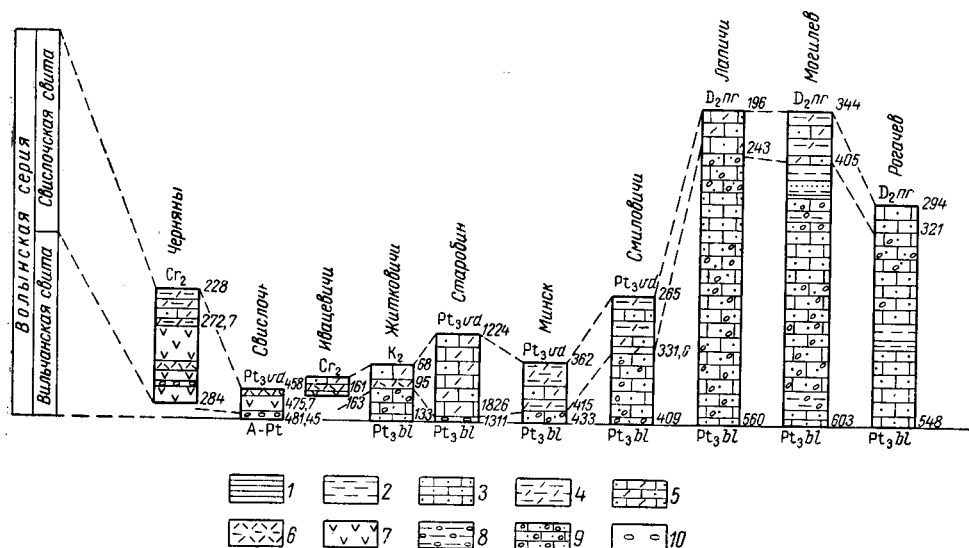 Волынская серия
Свислочская свита
Вильчанская свита
Черняны
Cr₂
228
272,7
284
Свислоч
Pt₃vd
458
475,7
481,45
A-Pt
Ивацевичи
Cr₂
161
163
Житковичи
K₂
68
95
133
Pt₃bl
Старобин
Pt₃vd
1224
1826
1311
Pt₃bl
Минск
Pt₃vd
362
415
433
Pt₃bl
Смиловичи
Pt₃vd
265
331,6
409
Pt₃bl
Лапичи
D₂nr
196
243
560
Pt₃bl
Могилев
D₂nr
344
405
603
Pt₃bl
Рогачев
D₂nr
294
321
548
Pt₃bl
1 2 3 4 5
6 7 8 9 10